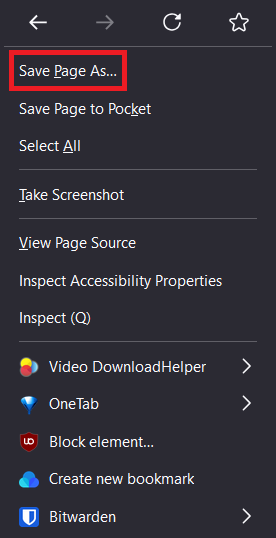 Save Page As...
Save Page to Pocket
Select All
Take Screenshot
View Page Source
Inspect Accessibility Properties
Inspect (Q)
Video DownloadHelper
OneTab
Block element...
Create new bookmark
Bitwarden